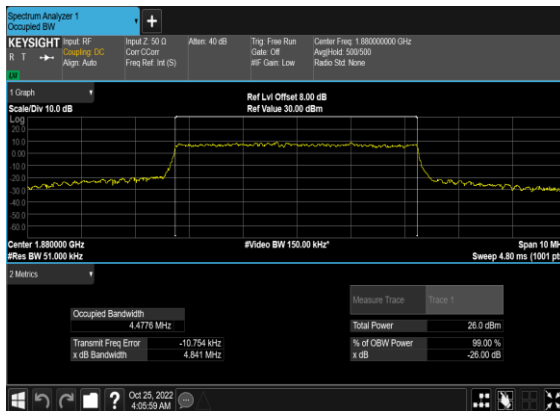 Spectrum Analyzer 1
Occupied BW
KEYSIGHT
R T
Input: RF
Coupling: DC
Align: Auto
Input Z: 50 Ω
Corr CCorr
Freq Ref: Int (S)
Atten: 40 dB
Trig: Free Run
Gate: Off
#IF Gain: Low
Center Freq: 1.880000000 GHz
Avg|Hold: 500/500
Radio Std: None
1 Graph
Scale/Div 10.0 dB
Ref Lvl Offset 8.00 dB
Ref Value 30.00 dBm
Log
20.0
10.0
0.00
-10.0
-20.0
-30.0
-40.0
-50.0
-60.0
Center 1.880000 GHz
#Video BW 150.00 kHz*
Span 10 MH
#Res BW 51.000 kHz
Sweep 4.80 ms (1001 pt
2 Metrics
Measure Trace
Trace 1
Occupied Bandwidth
4.4776 MHz
Total Power
26.0 dBm
Transmit Freq Error
-10.754 kHz
% of OBW Power
99.00 %
x dB Bandwidth
4.841 MHz
x dB
-26.00 dB
?
Oct 25, 2022
4:05:59 AM